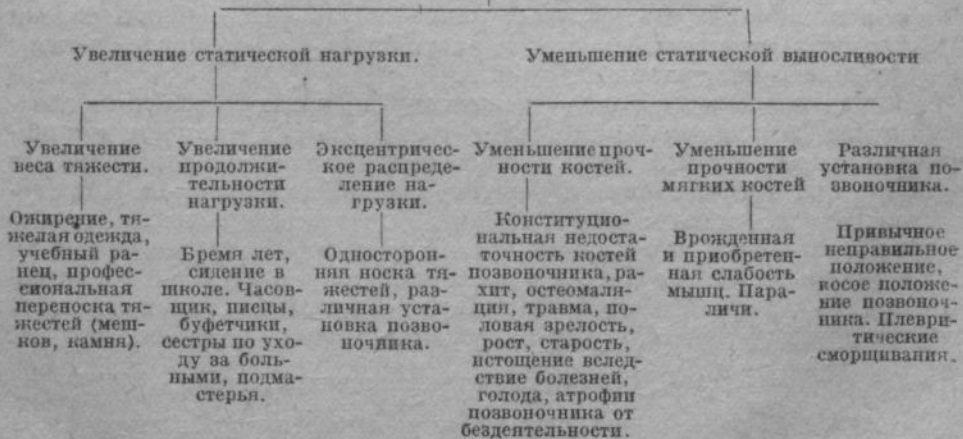 Увеличение статической нагрузки.
Уменьшение статической выносливости
Увеличение
веса тяжести.
Ожирение, тя-
желая одежда,
учебный ра-
нец, профес-
сиональная
переноска тя-
жестей (меш-
ков, камня).
Увеличение
продолжи-
тельности
нагрузки.
Бремя лет,
сидение в
школе. Часов-
щик, писцы,
буфетчики,
сестры по ухо-
ду за боль-
ными, подма-
стерья.
Эксцентричес-
кое распреде-
ление на-
грузки.
Односторон-
няя носка тя-
жестей, раз-
личная уста-
новка позво-
ночника.
Уменьшение проч-
ности костей.
Конституцио-
нальная недоста-
точность костей
позвоночника, ра-
хит, остеомаля-
ция, травма, по-
ловая зрелость,
рост, старость,
истощение вслед-
ствие болезней,
голода, атрофии
позвоночника от
бездеятельности.
Уменьшение
прочности
мягких костей
Врожденная
и приобретен-
ная слабость
мышц. Пара-
личи.
Различная
установка по-
звоночника.
Привычное
неправильное
положение,
косое положе-
ние позвоноч-
ника. Плеври-
тические
сморщивания.